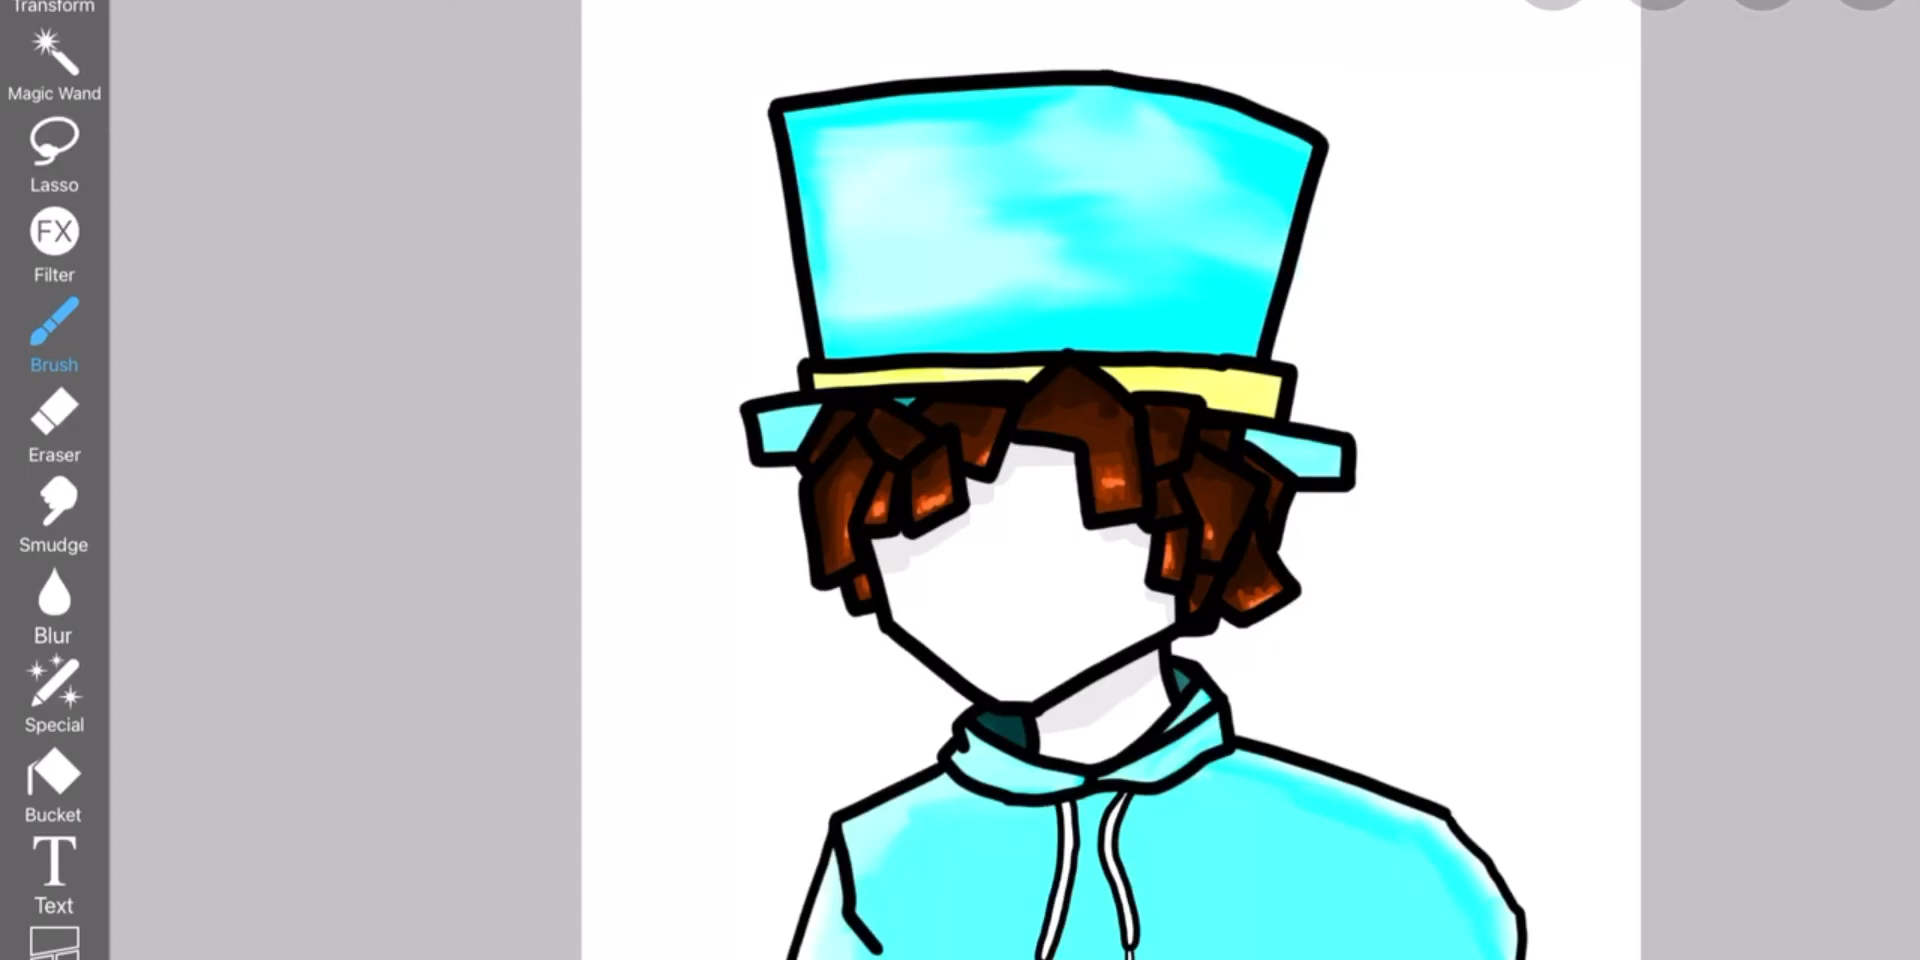 Transform
Magic Wand
Lasso
FX
Filter
Brush
Eraser
Smudge
Blur
Special
Bucket
T
Text